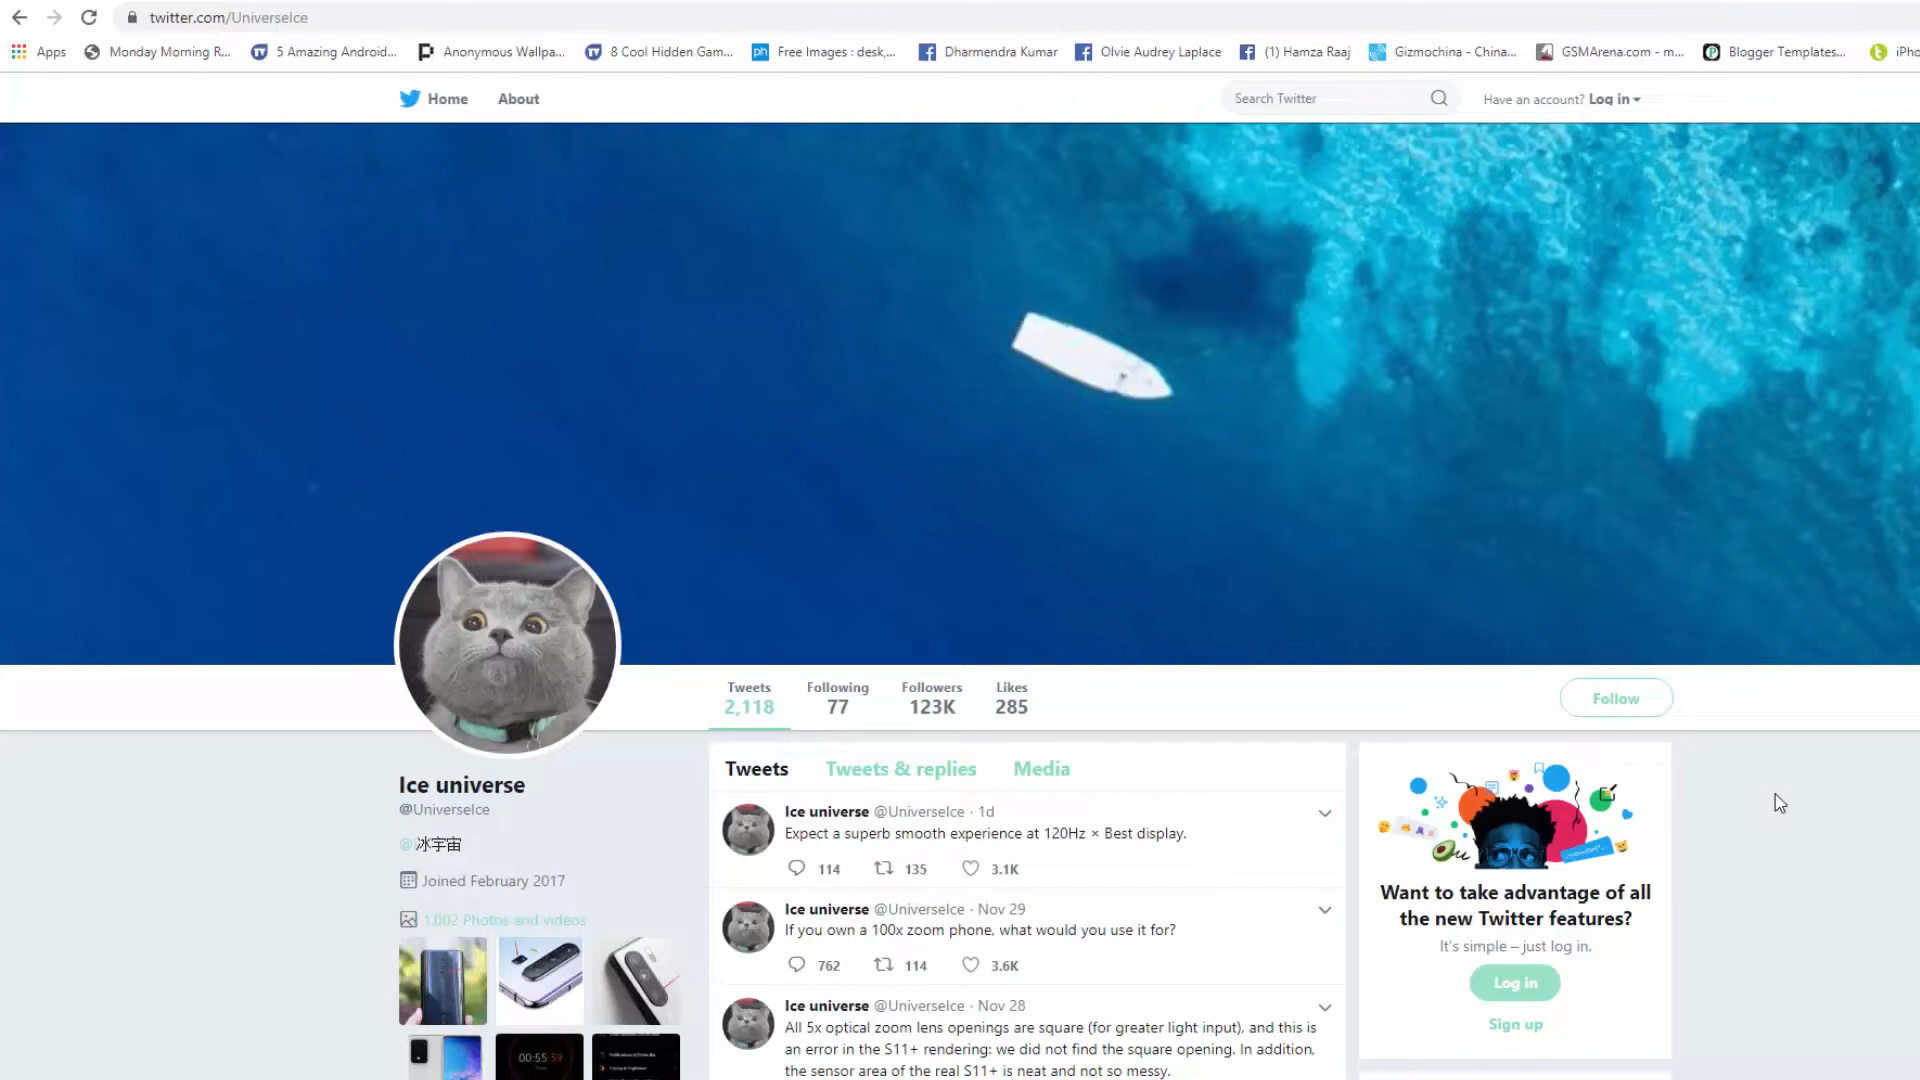 twitter.com/UniverseIce
Apps Monday Morning R... 5 Amazing Android... Anonymous Wallpa... 8 Cool Hidden Gam... Free Images : desk,... Dharmendra Kumar Olvie Audrey Laplace (1) Hamza Raaj Gizmochina - China... GSMArena.com - m... Blogger Templates... iPho
Home About Search Twitter Have an account? Log in
Tweets Following Followers Likes
2,118 77 123K 285
Follow
Ice universe
@UniverseIce
@冰宇宙
Joined February 2017
1,002 Photos and videos
00:55.59
Tweets Tweets & replies Media
Ice universe @UniverseIce · 1d
Expect a superb smooth experience at 120Hz × Best display.
114 135 3.1K
Ice universe @UniverseIce · Nov 29
If you own a 100x zoom phone, what would you use it for?
762 114 3.6K
Ice universe @UniverseIce · Nov 28
All 5x optical zoom lens openings are square (for greater light input), and this is
an error in the S11+ rendering: we did not find the square opening. In addition,
the sensor area of the real S11+ is neat and not so messy.
Want to take advantage of all
the new Twitter features?
It's simple – just log in.
Log in
Sign up